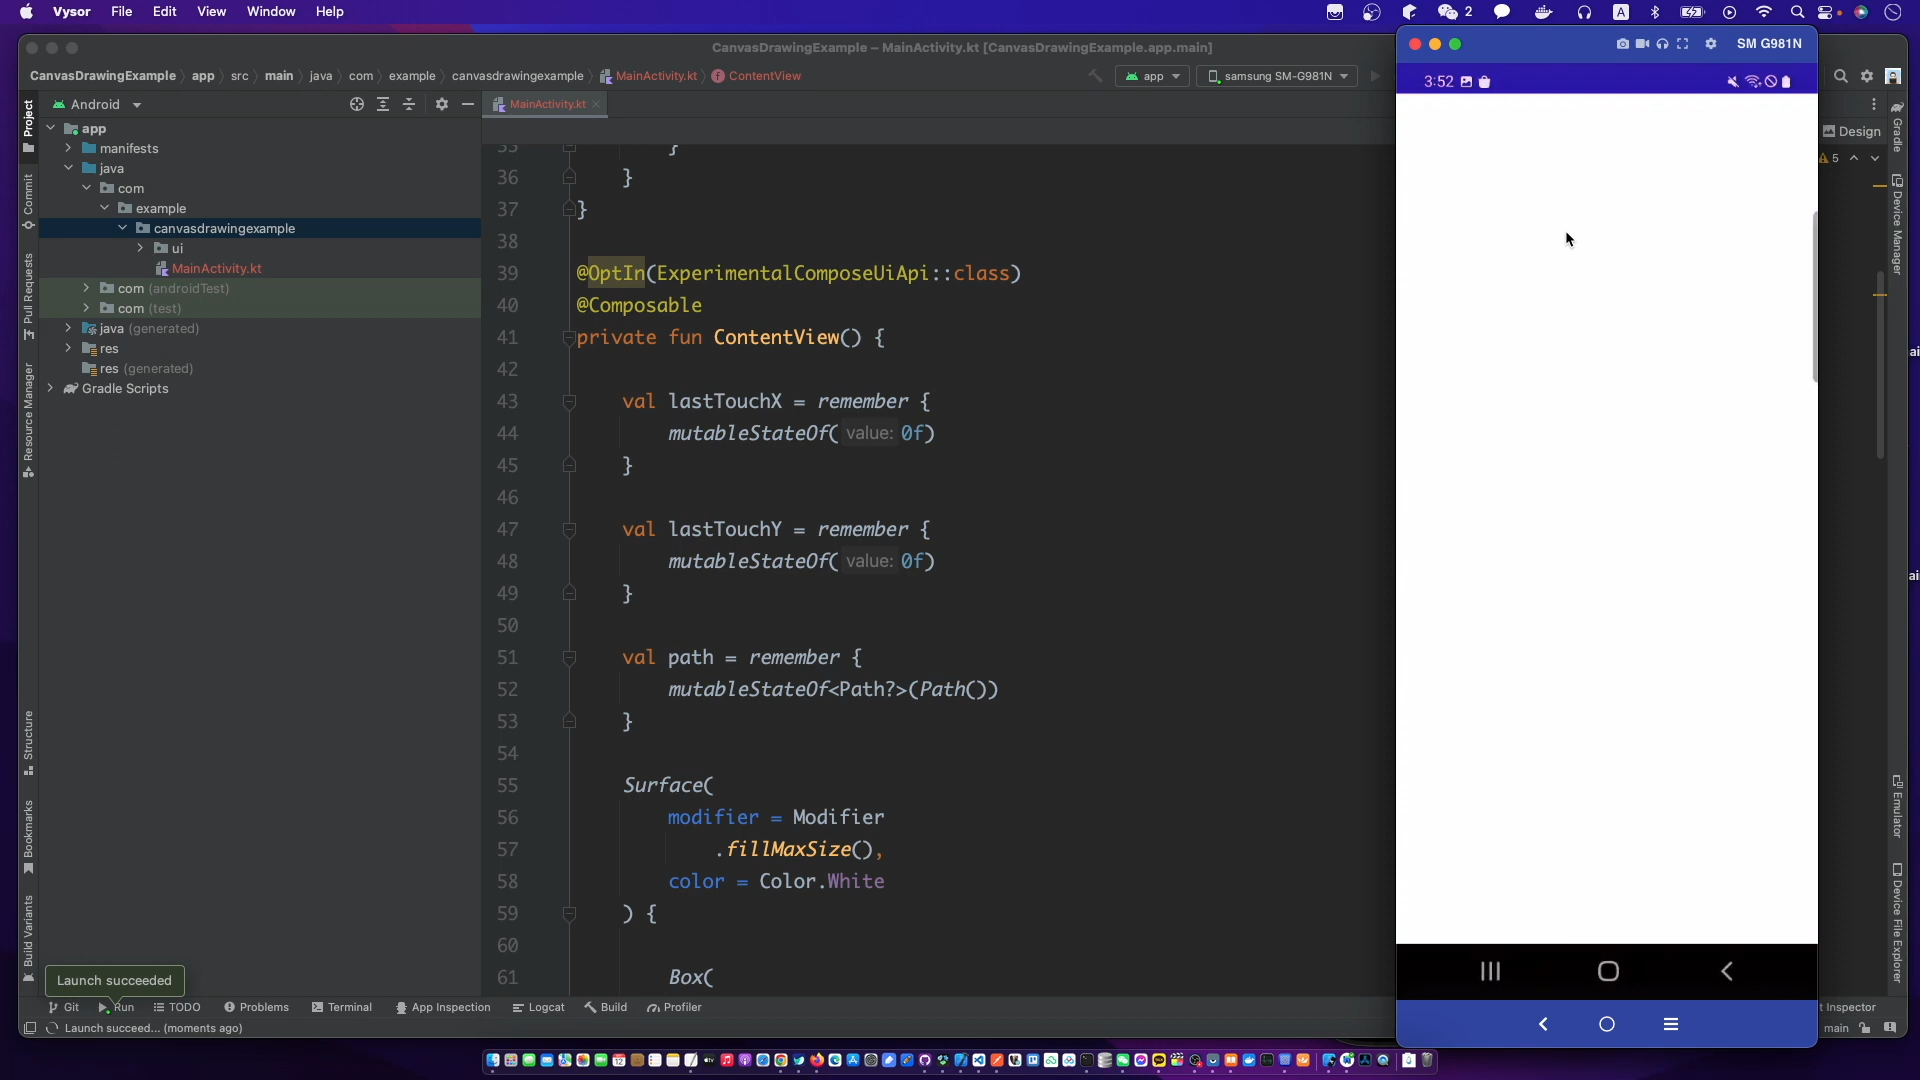 Vysor File Edit View Window Help
2
A
CanvasDrawingExample – MainActivity.kt [CanvasDrawingExample.app.main]
SM G981N
CanvasDrawingExample app src main java com example canvasdrawingexample MainActivity.kt ContentView
app
samsung SM-G981N
3:52
Android
MainActivity.kt
Design
5
Project
Commit
Pull Requests
Resource Manager
Structure
Bookmarks
Build Variants
app
manifests
java
com
example
canvasdrawingexample
ui
MainActivity.kt
com (androidTest)
com (test)
java (generated)
res
res (generated)
Gradle Scripts
35 }
36 }
37 }
38
39 @OptIn(ExperimentalComposeUiApi::class)
40 @Composable
41 private fun ContentView() {
42
43 val lastTouchX = remember {
44 mutableStateOf( value: 0f)
45 }
46
47 val lastTouchY = remember {
48 mutableStateOf( value: 0f)
49 }
50
51 val path = remember {
52 mutableStateOf<Path?>(Path())
53 }
54
55 Surface(
56 modifier = Modifier
57 .fillMaxSize(),
58 color = Color.White
59 ) {
60
61 Box(
Gradle
Device Manager
Emulator
Device File Explorer
Launch succeeded
Git Run TODO Problems Terminal App Inspection Logcat Build Profiler
t Inspector
Launch succeed... (moments ago)
main